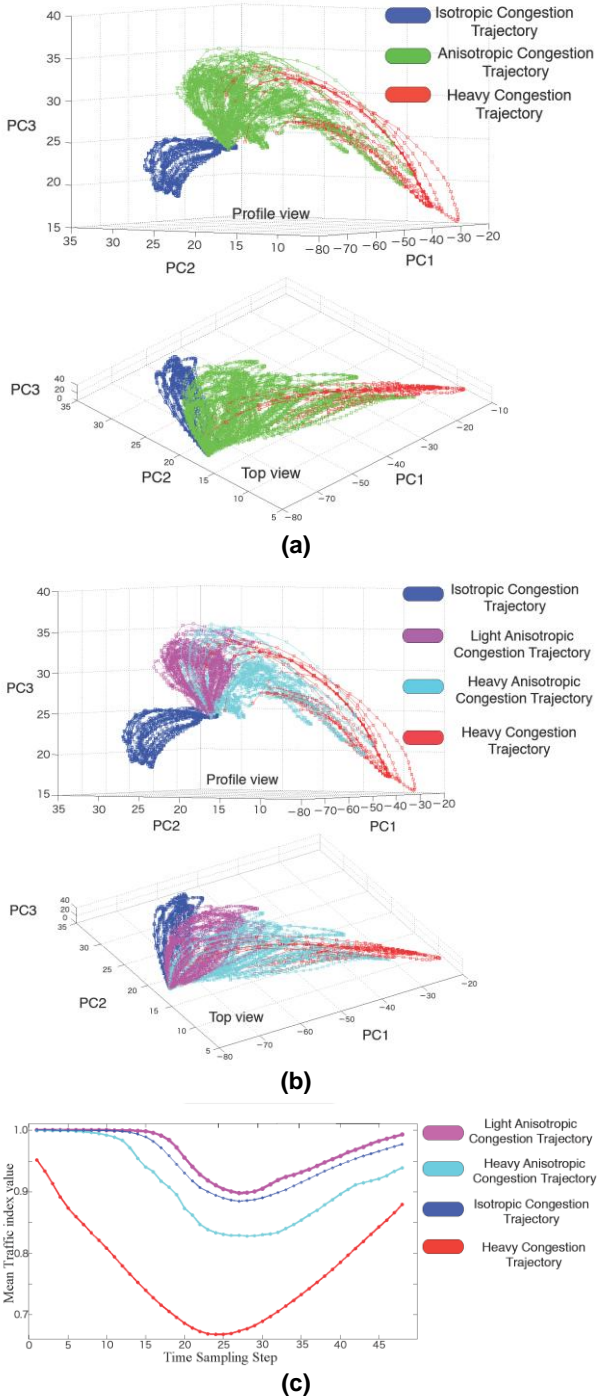 40
35
30
25
20
15
PC3
35
30
25
20
15
10
−80
−70
−60
−50
−40
−30
−20
PC2
PC1
Profile view
Isotropic Congestion
Trajectory
Anisotropic Congestion
Trajectory
Heavy Congestion
Trajectory
PC3
40
20
0
35
30
25
20
15
10
5
PC2
Top view
−80
−70
−60
−40
−30
−20
−10
PC1
(a)
40
35
30
25
20
15
PC3
35
30
25
20
15
10
−80
−70
−60
−50
−40
−30
−20
PC2
PC1
Profile view
Isotropic Congestion
Trajectory
Light Anisotropic
Congestion Trajectory
Heavy Anisotropic
Congestion Trajectory
Heavy Congestion
Trajectory
PC3
40
20
0
35
30
25
20
15
10
5
PC2
Top view
−80
−70
−60
−50
−40
−30
−20
PC1
(b)
1.0
0.9
0.8
0.7
Mean Traffic index value
0
5
10
15
20
25
30
35
40
45
Time Sampling Step
Light Anisotropic
Congestion Trajectory
Heavy Anisotropic
Congestion Trajectory
Isotropic Congestion
Trajectory
Heavy Congestion
Trajectory
(c)